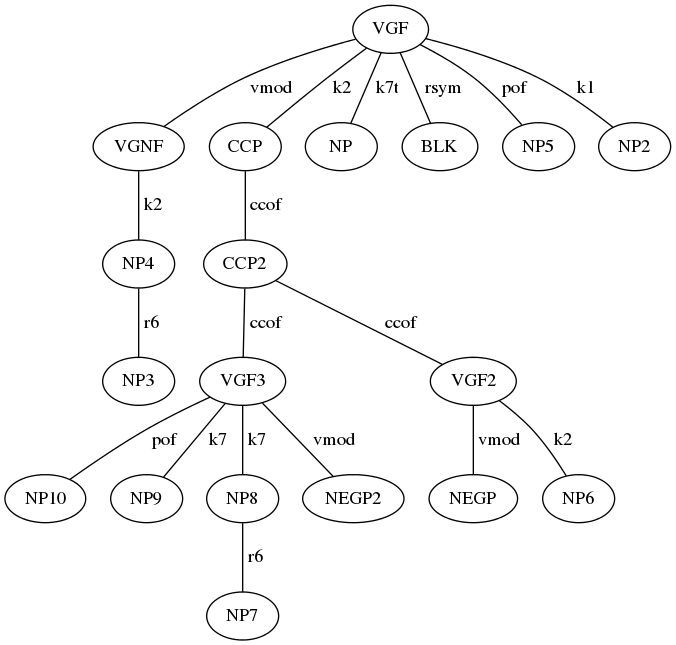 VGF
vmod k2 k7t rsym pof k1
VGNF CCP NP BLK NP5 NP2
k2 ccof
NP4 CCP2
r6 ccof ccof
NP3 VGF3 VGF2
pof k7 k7 vmod vmod k2
NP10 NP9 NP8 NEGP2 NEGP NP6
r6
NP7